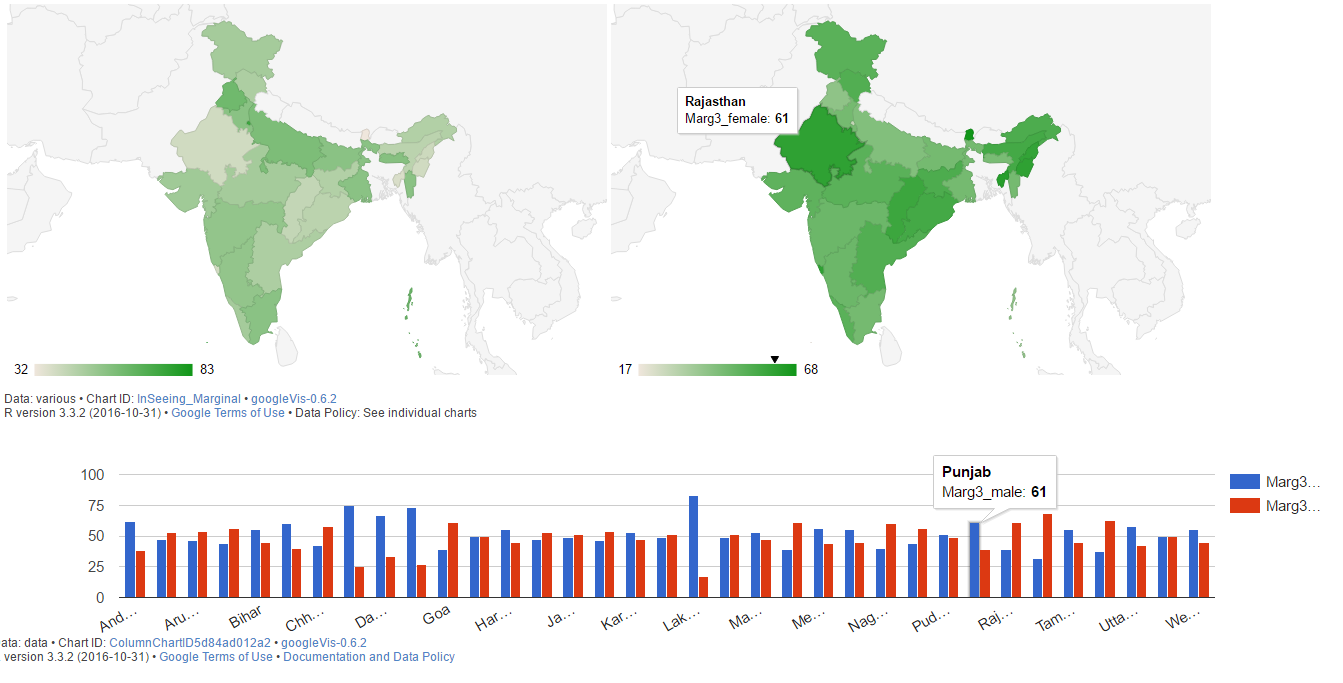 Rajasthan
Marg3_female: 61
32
83
17
68
Data: various • Chart ID: InSeeing_Marginal • googleVis-0.6.2
R version 3.3.2 (2016-10-31) • Google Terms of Use • Data Policy: See individual charts
100
75
50
25
0
Punjab
Marg3_male: 61
Marg3...
Marg3...
And...
Aru...
Bihar
Chh...
Da...
Goa
Har...
Ja...
Kar...
Lak...
Ma...
Me...
Nag...
Pud...
Raj...
Tam...
Utta...
We...
ata: data • Chart ID: ColumnChartID5d84ad012a2 • googleVis-0.6.2
version 3.3.2 (2016-10-31) • Google Terms of Use • Documentation and Data Policy